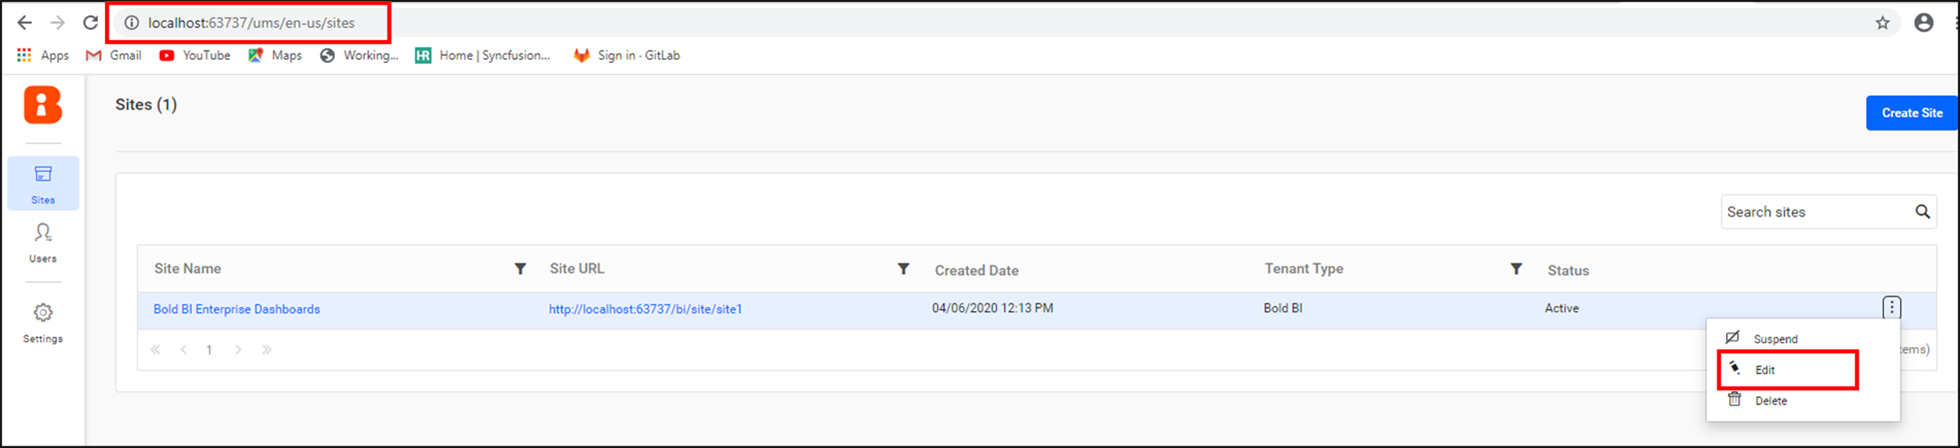 localhost:63737/ums/en-us/sites
Apps Gmail YouTube Maps Working... Home | Syncfusion... Sign in · GitLab
Sites (1)
Create Site
Sites
Users
Settings
Search sites
Site Name Site URL Created Date Tenant Type Status
Bold BI Enterprise Dashboards http://localhost:63737/bi/site/site1 04/06/2020 12:13 PM Bold BI Active
1
Suspend
Edit
Delete